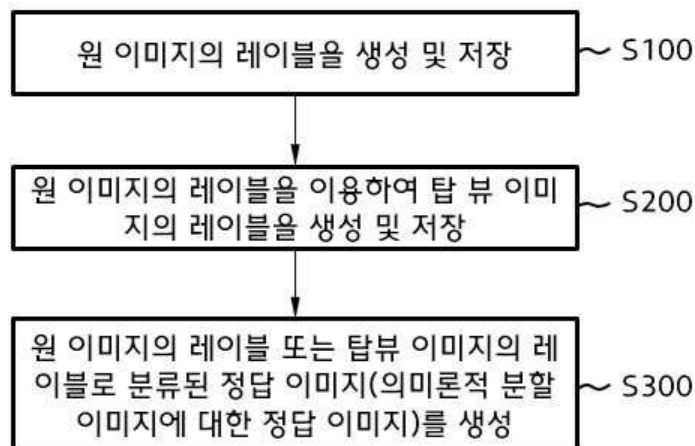 원 이미지의 레이블을 생성 및 저장
S100
원 이미지의 레이블을 이용하여 탑 뷰 이미
지의 레이블을 생성 및 저장
S200
원 이미지의 레이블 또는 탑뷰 이미지의 레
이블로 분류된 정답 이미지(의미론적 분할
이미지에 대한 정답 이미지)를 생성
S300